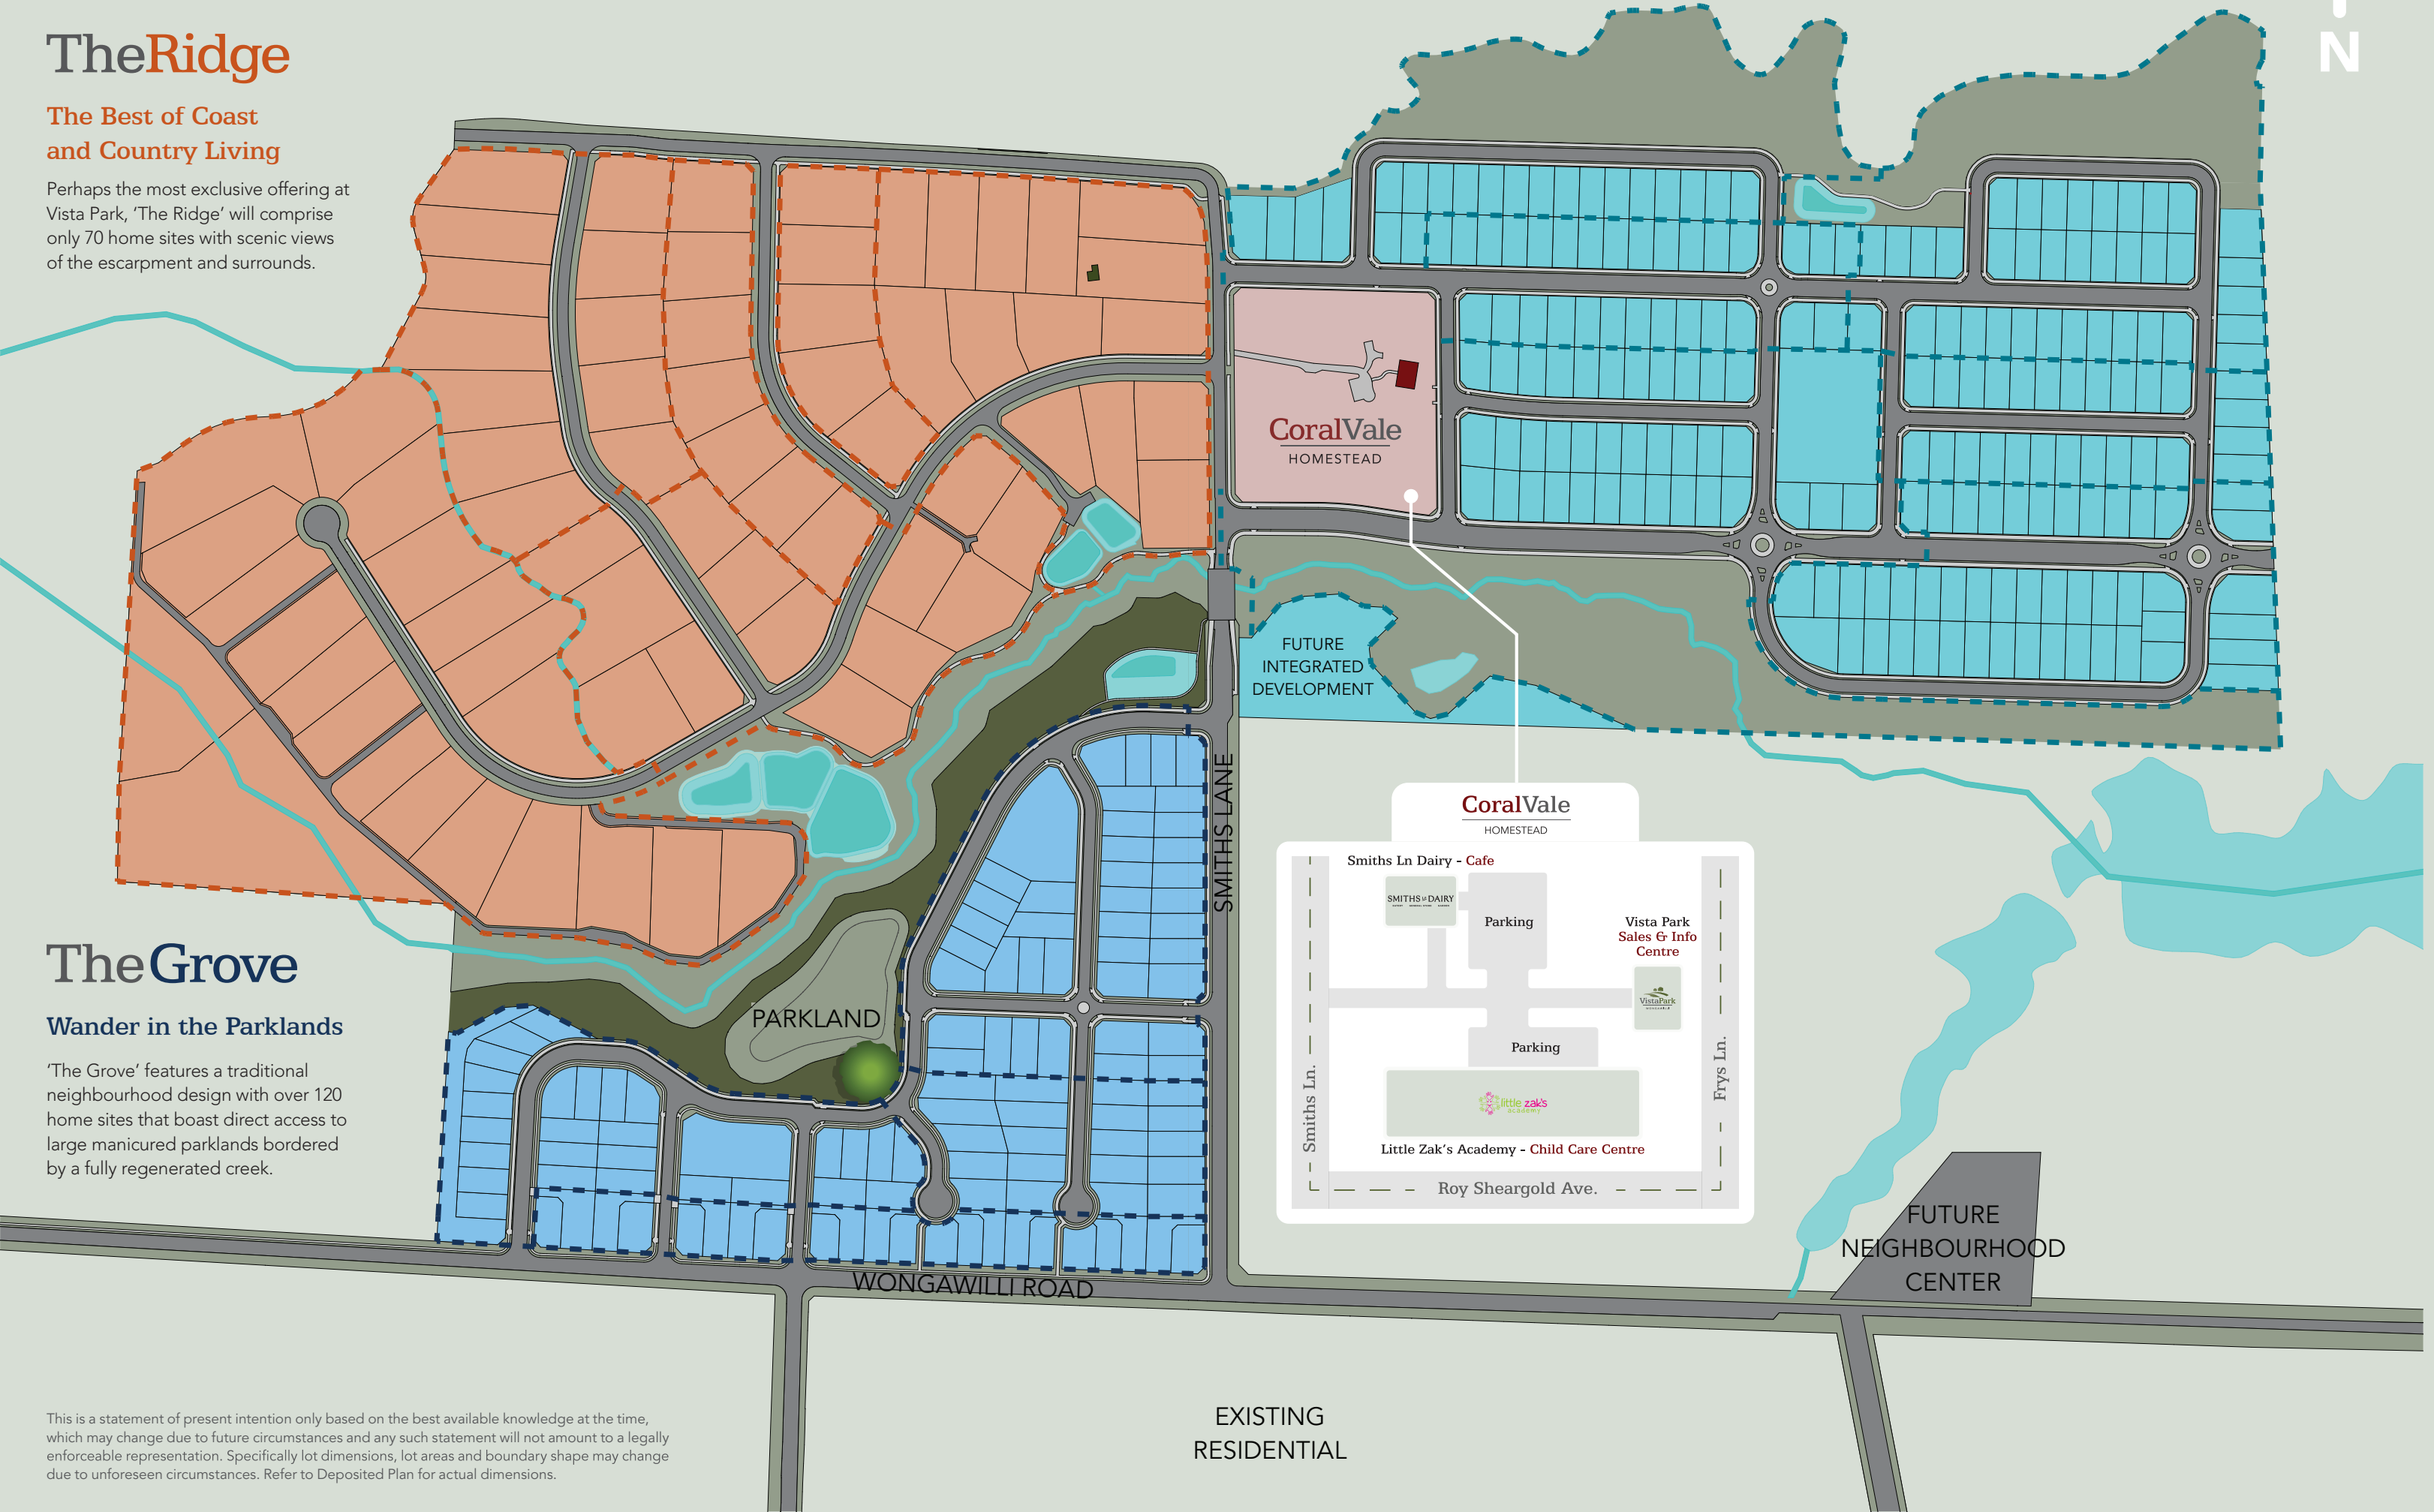 TheRidge
The Best of Coast
and Country Living
Perhaps the most exclusive offering at
Vista Park, ‘The Ridge’ will comprise
only 70 home sites with scenic views
of the escarpment and surrounds.
N
CoralVale
HOMESTEAD
FUTURE
INTEGRATED
DEVELOPMENT
SMITHS LANE
CoralVale
HOMESTEAD
Smiths Ln Dairy - Cafe
SMITHS LN DAIRY
Parking
Vista Park
Sales & Info
Centre
VistaPark
Parking
little zak's
academy
Little Zak’s Academy - Child Care Centre
Smiths Ln.
Frys Ln.
Roy Sheargold Ave.
TheGrove
Wander in the Parklands
‘The Grove’ features a traditional
neighbourhood design with over 120
home sites that boast direct access to
large manicured parklands bordered
by a fully regenerated creek.
PARKLAND
WONGAWILLI ROAD
FUTURE
NEIGHBOURHOOD
CENTER
EXISTING
RESIDENTIAL
This is a statement of present intention only based on the best available knowledge at the time,
which may change due to future circumstances and any such statement will not amount to a legally
enforceable representation. Specifically lot dimensions, lot areas and boundary shape may change
due to unforeseen circumstances. Refer to Deposited Plan for actual dimensions.